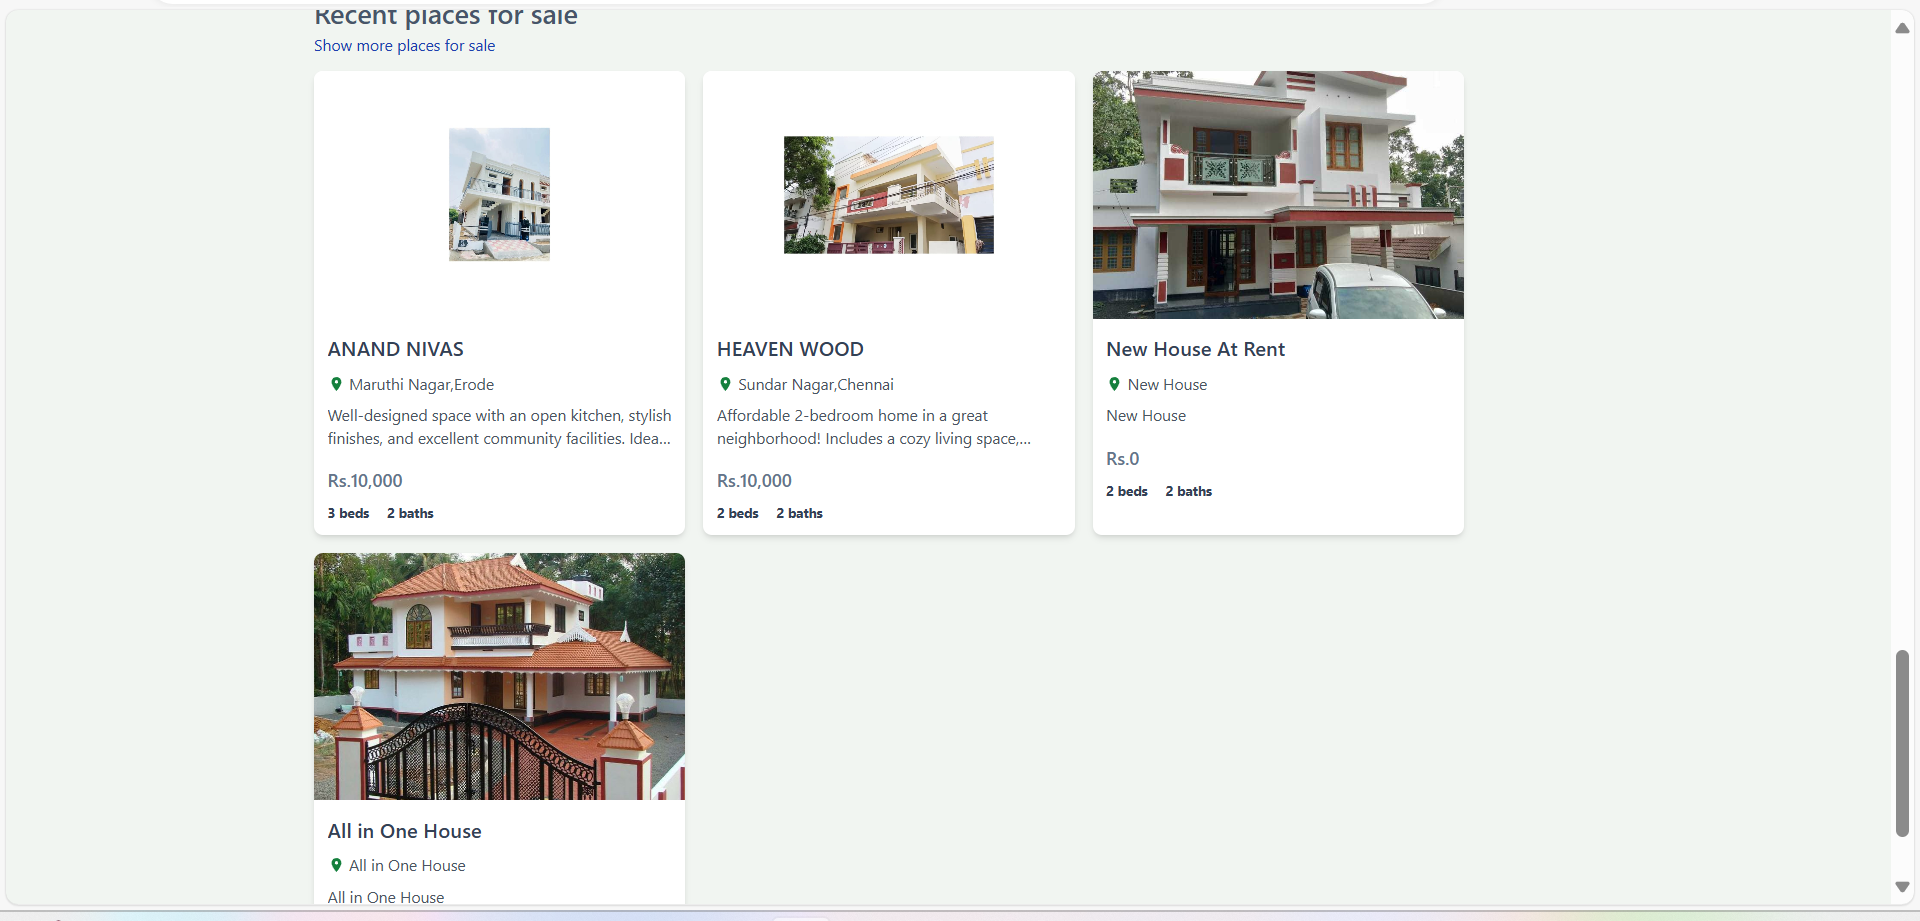 Recent places for sale
Show more places for sale
ANAND NIVAS
Maruthi Nagar,Erode
Well-designed space with an open kitchen, stylish
finishes, and excellent community facilities. Idea...
Rs.10,000
3 beds 2 baths
HEAVEN WOOD
Sundar Nagar,Chennai
Affordable 2-bedroom home in a great
neighborhood! Includes a cozy living space,...
Rs.10,000
2 beds 2 baths
New House At Rent
New House
New House
Rs.0
2 beds 2 baths
All in One House
All in One House
All in One House